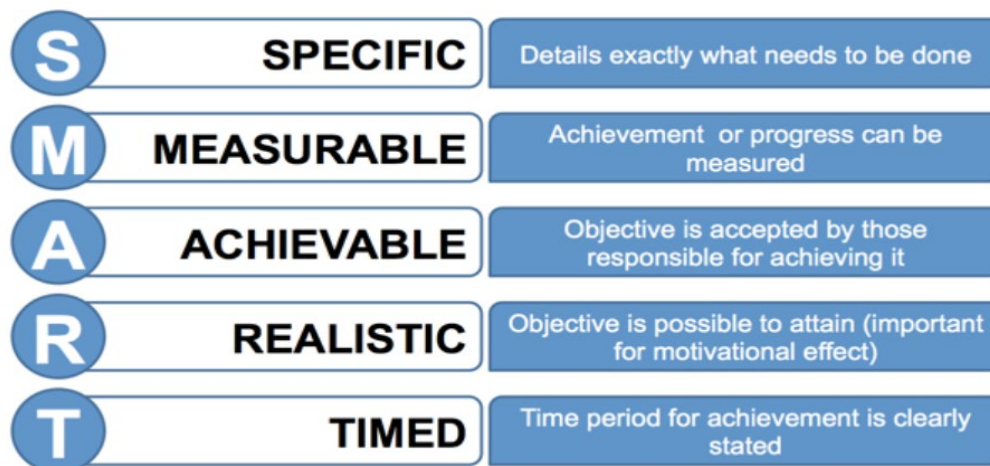 S SPECIFIC Details exactly what needs to be done
M MEASURABLE Achievement or progress can be
measured
A ACHIEVABLE Objective is accepted by those
responsible for achieving it
R REALISTIC Objective is possible to attain (important
for motivational effect)
T TIMED Time period for achievement is clearly
stated